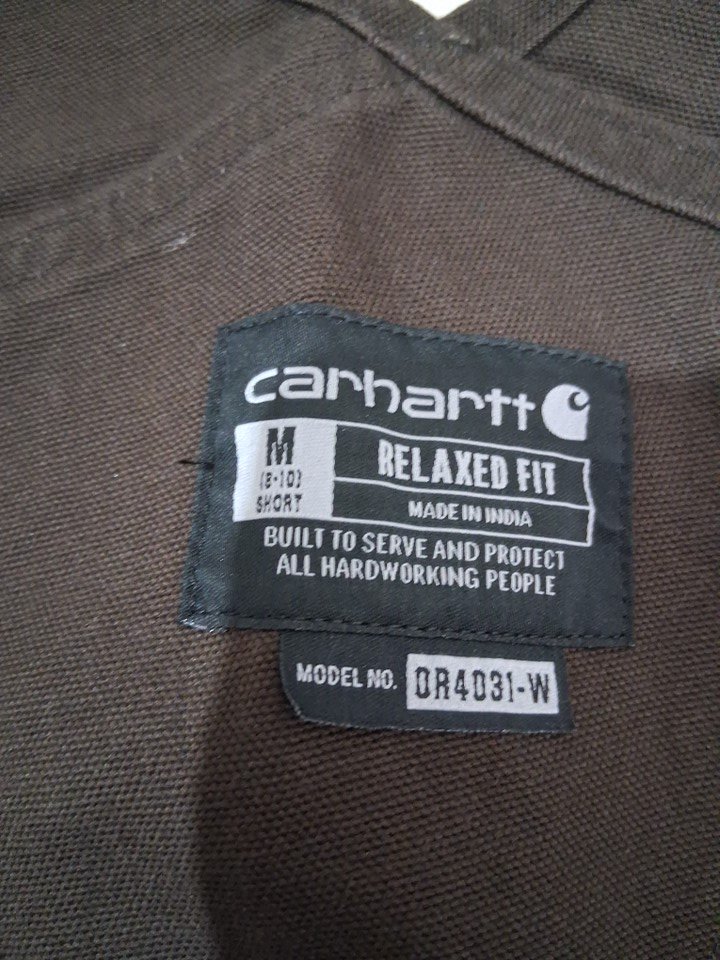 carhartt
M
(8-10)
SHORT
RELAXED FIT
MADE IN INDIA
BUILT TO SERVE AND PROTECT
ALL HARDWORKING PEOPLE
MODEL NO. OR4031-W